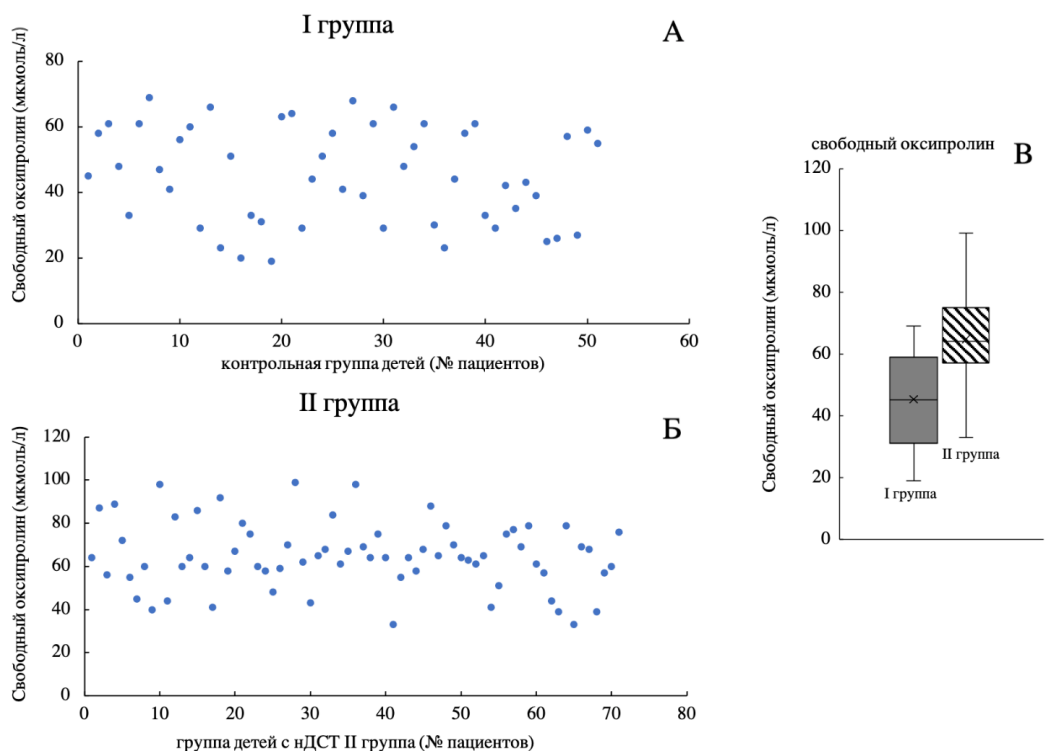 I группа
А
Свободный оксипролин (мкмоль/л)
80
60
40
20
0
0 10 20 30 40 50 60
контрольная группа детей (№ пациентов)
II группа
Б
Свободный оксипролин (мкмоль/л)
120
100
80
60
40
20
0
0 10 20 30 40 50 60 70 80
группа детей с нДСТ II группа (№ пациентов)
В
свободный оксипролин
Свободный оксипролин (мкмоль/л)
120
100
80
60
40
20
0
II группа
I группа